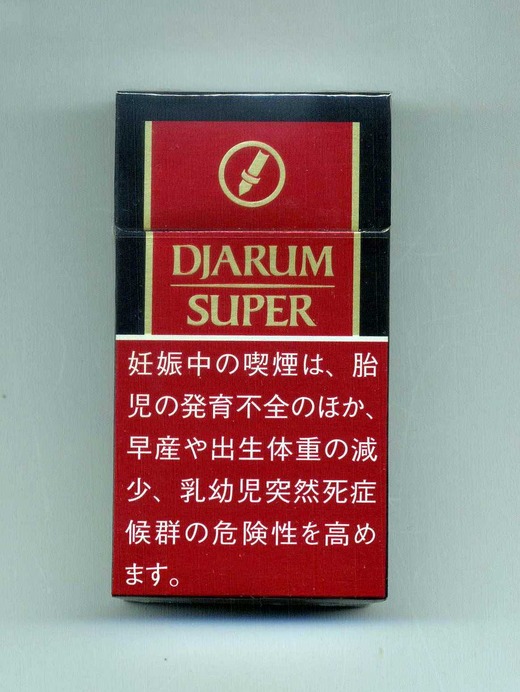 DJARUM
SUPER
妊娠中の喫煙は、胎
児の発育不全のほか、
早産や出生体重の減
少、乳幼児突然死症
候群の危険性を高め
ます。